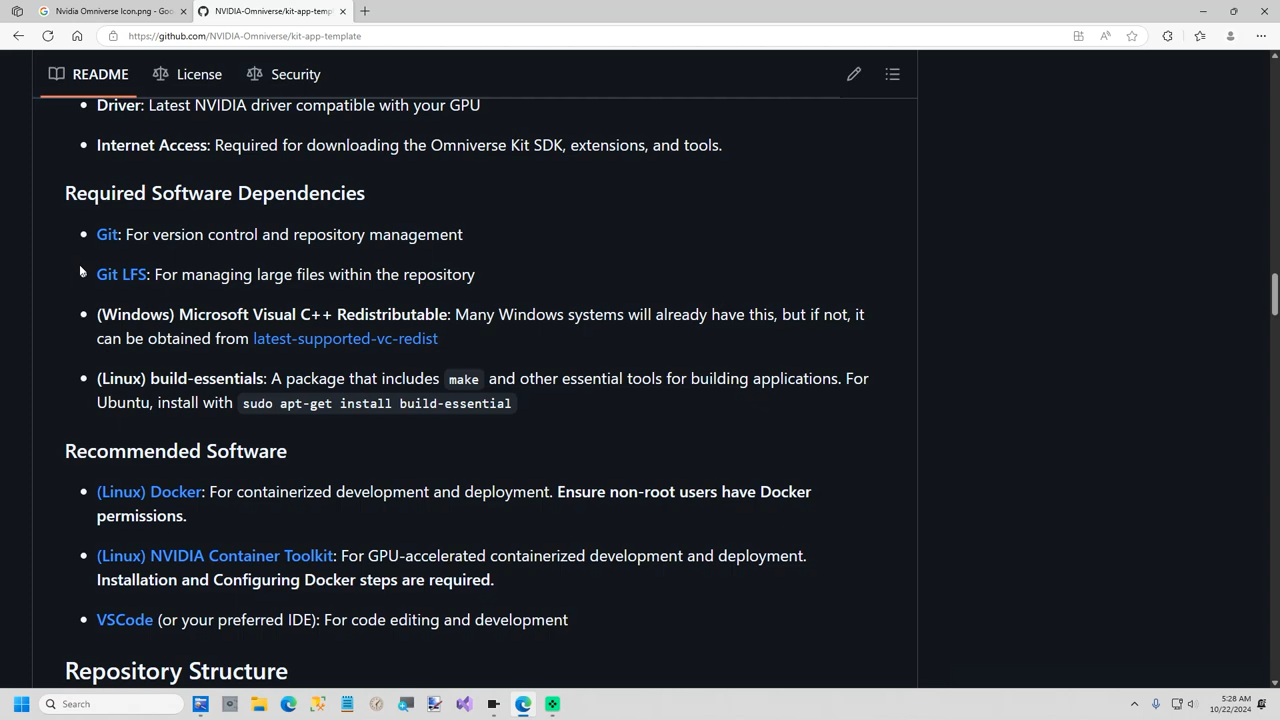 Nvidia Omniverse Icon.png - Goo
NVIDIA-Omniverse/kit-app-temp
https://github.com/NVIDIA-Omniverse/kit-app-template
README
License
Security
Driver: Latest NVIDIA driver compatible with your GPU
Internet Access: Required for downloading the Omniverse Kit SDK, extensions, and tools.
Required Software Dependencies
Git: For version control and repository management
Git LFS: For managing large files within the repository
(Windows) Microsoft Visual C++ Redistributable: Many Windows systems will already have this, but if not, it
can be obtained from latest-supported-vc-redist
(Linux) build-essentials: A package that includes make and other essential tools for building applications. For
Ubuntu, install with sudo apt-get install build-essential
Recommended Software
(Linux) Docker: For containerized development and deployment. Ensure non-root users have Docker
permissions.
(Linux) NVIDIA Container Toolkit: For GPU-accelerated containerized development and deployment.
Installation and Configuring Docker steps are required.
VSCode (or your preferred IDE): For code editing and development
Repository Structure
Search
5:28 AM
10/22/2024